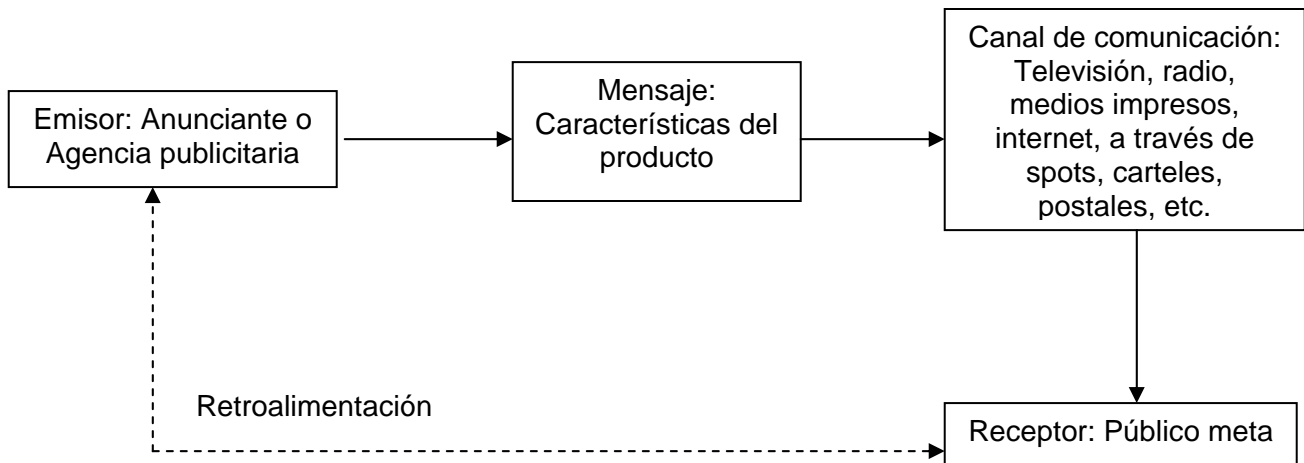 Emisor: Anunciante o
Agencia publicitaria
Mensaje:
Características del
producto
Canal de comunicación:
Televisión, radio,
medios impresos,
internet, a través de
spots, carteles,
postales, etc.
Retroalimentación
Receptor: Público meta